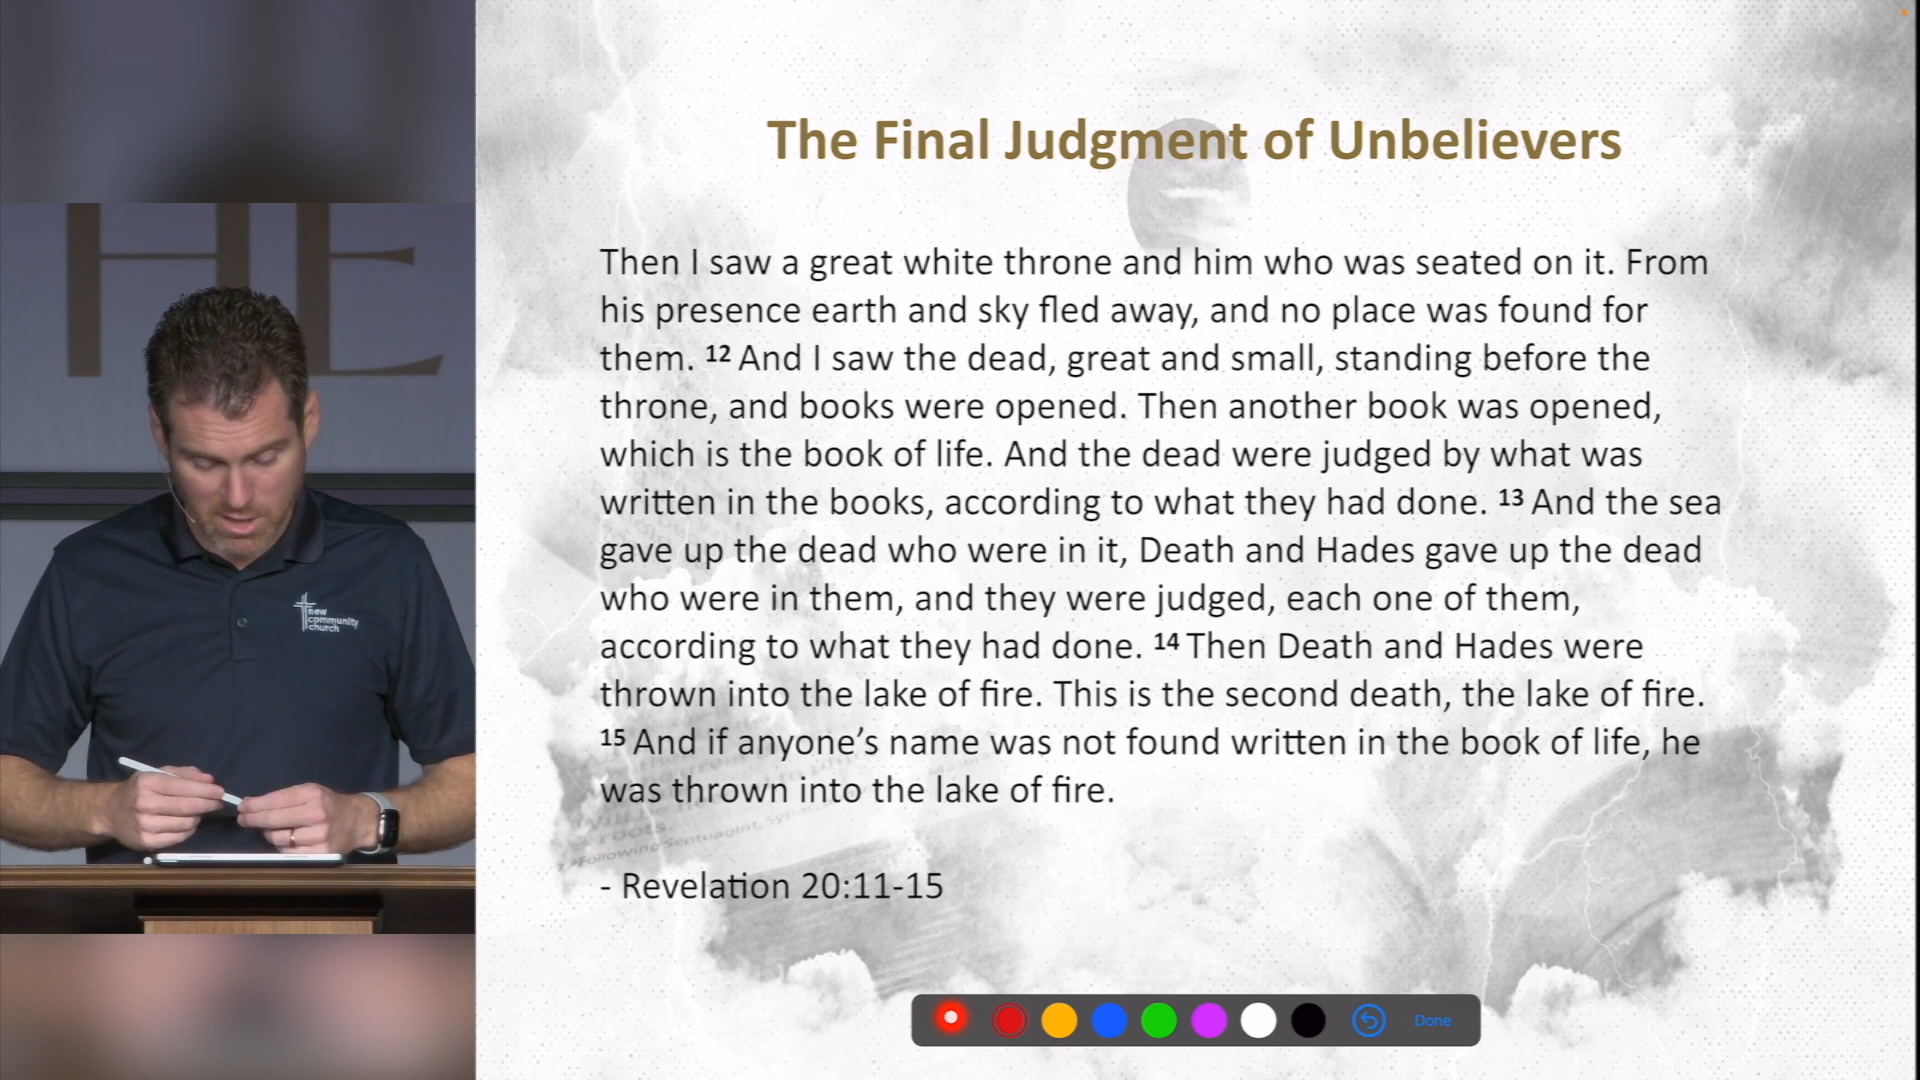 The Final Judgment of Unbelievers
Then I saw a great white throne and him who was seated on it. From
his presence earth and sky fled away, and no place was found for
them. 12 And I saw the dead, great and small, standing before the
throne, and books were opened. Then another book was opened,
which is the book of life. And the dead were judged by what was
written in the books, according to what they had done. 13 And the sea
gave up the dead who were in it, Death and Hades gave up the dead
who were in them, and they were judged, each one of them,
according to what they had done. 14 Then Death and Hades were
thrown into the lake of fire. This is the second death, the lake of fire.
15 And if anyone’s name was not found written in the book of life, he
was thrown into the lake of fire.
- Revelation 20:11-15
Done
HE
new
community
church
roots.
Following Septuagint, Syr